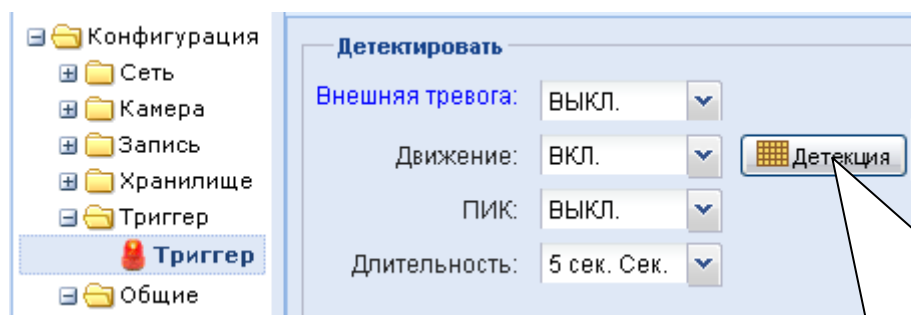 Конфигурация
Сеть
Камера
Запись
Хранилище
Триггер
Триггер
Общие
Детектировать
Внешняя тревога: ВЫКЛ.
Движение: ВКЛ. Детекция
ПИК: ВЫКЛ.
Длительность: 5 сек. Сек.